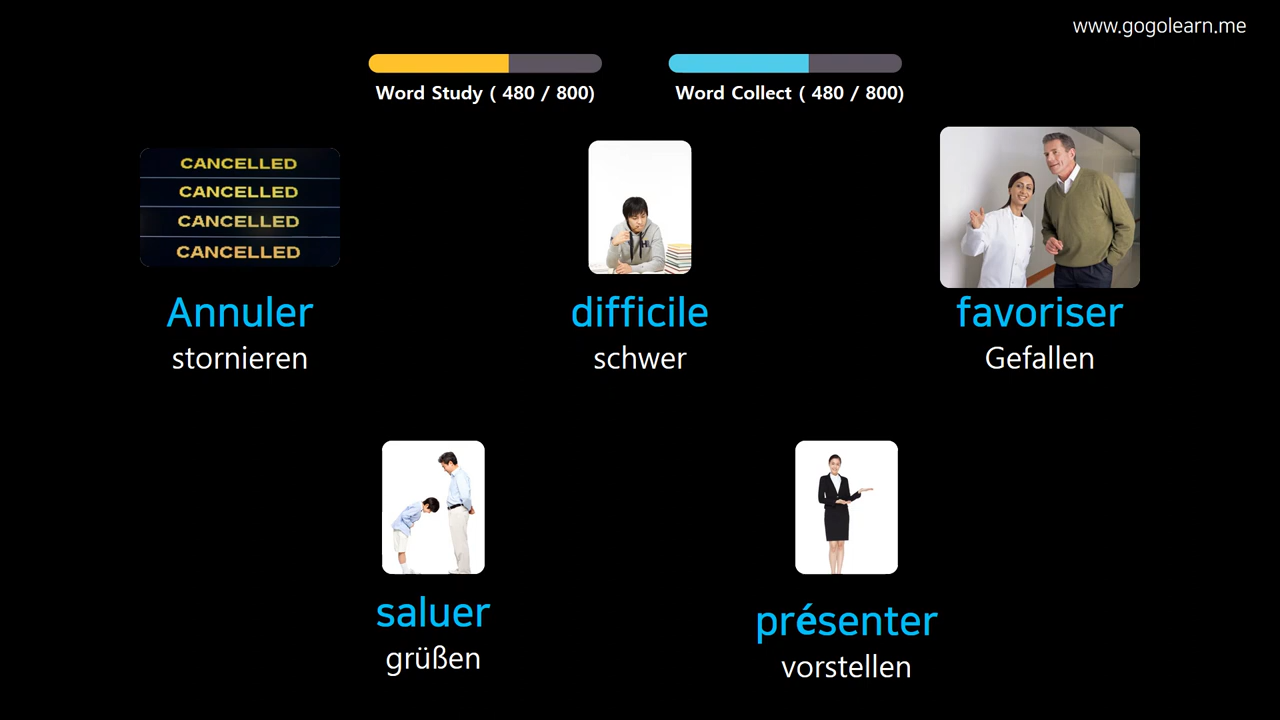 www.gogolearn.me
Word Study ( 480 / 800)
Word Collect ( 480 / 800)
CANCELLED
CANCELLED
CANCELLED
CANCELLED
Annuler
stornieren
difficile
schwer
favoriser
Gefallen
saluer
grüßen
présenter
vorstellen